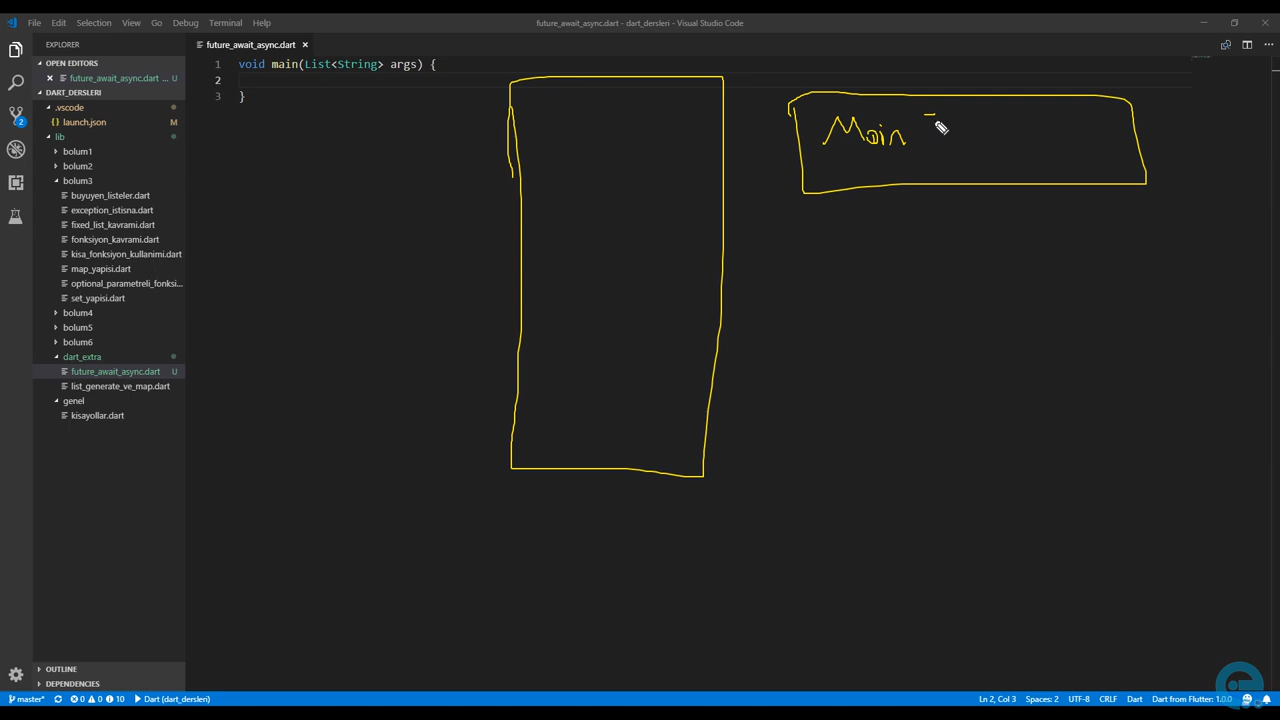 File Edit Selection View Go Debug Terminal Help
future_await_async.dart - dart_dersleri - Visual Studio Code
EXPLORER
future_await_async.dart ×
OPEN EDITORS
× future_await_async.dart ... U
DART_DERSLERI
.vscode
launch.json M
lib
bolum1
bolum2
bolum3
buyuyen_listeler.dart
exception_istisna.dart
fixed_list_kavrami.dart
fonksiyon_kavrami.dart
kisa_fonksiyon_kullanimi.dart
map_yapisi.dart
optional_parametreli_fonksi...
set_yapisi.dart
bolum4
bolum5
bolum6
dart_extra
future_await_async.dart U
list_generate_ve_map.dart
genel
kisayollar.dart
OUTLINE
DEPENDENCIES
2
1 void main(List<String> args) {
2
3 }
Main
master* 0 0 10 Dart (dart_dersleri)
Ln 2, Col 3 Spaces: 2 UTF-8 CRLF Dart Dart from Flutter: 1.0.0